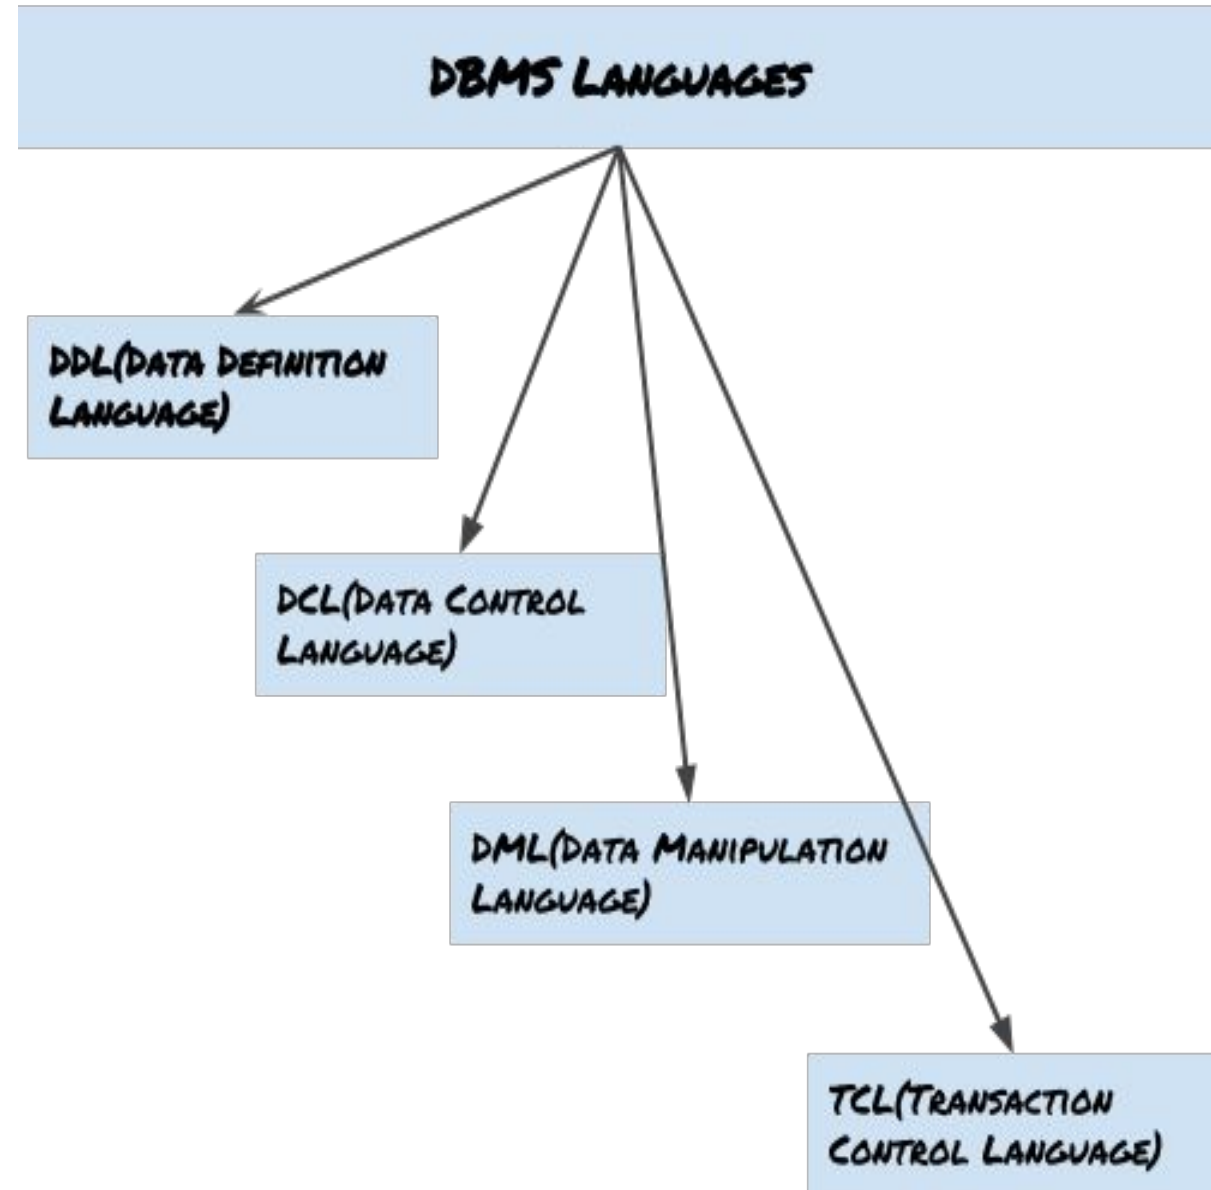 DBMS Languages
DDL(Data Definition
Language)
DCL(Data Control
Language)
DML(Data Manipulation
Language)
TCL(Transaction
Control Language)